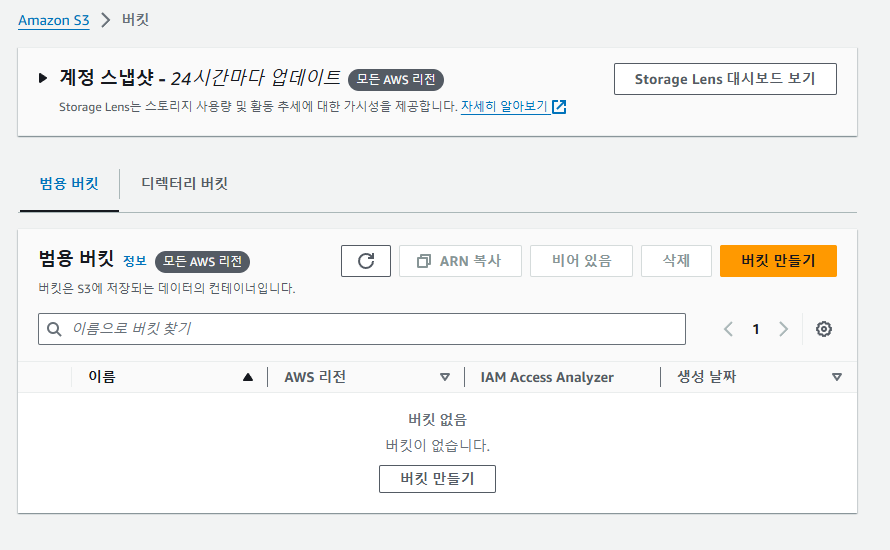 Amazon S3 > 버킷
계정 스냅샷 - 24시간마다 업데이트 모든 AWS 리전 Storage Lens 대시보드 보기
Storage Lens는 스토리지 사용량 및 활동 추세에 대한 가시성을 제공합니다. 자세히 알아보기
범용 버킷 디렉터리 버킷
범용 버킷 정보 모든 AWS 리전 ARN 복사 비어 있음 삭제 버킷 만들기
버킷은 S3에 저장되는 데이터의 컨테이너입니다.
이름으로 버킷 찾기 1
이름 AWS 리전 IAM Access Analyzer 생성 날짜
버킷 없음
버킷이 없습니다.
버킷 만들기